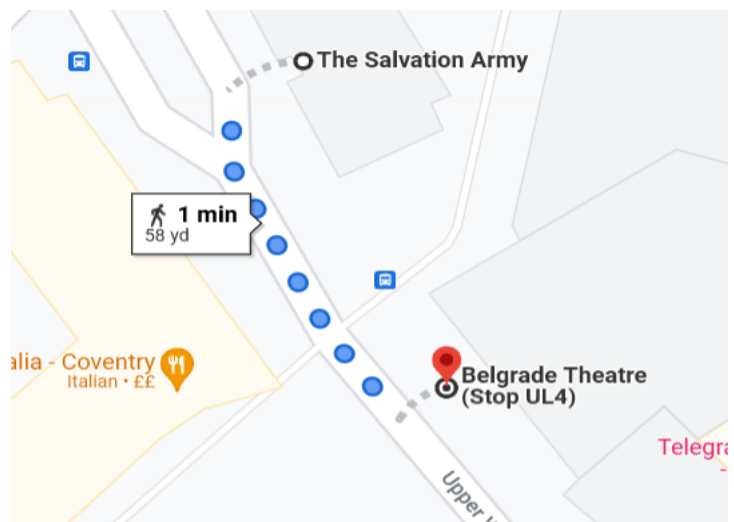 The Salvation Army
1 min
58 yd
alia - Coventry
Italian • ££
Belgrade Theatre
(Stop UL4)
Telegra
Upper